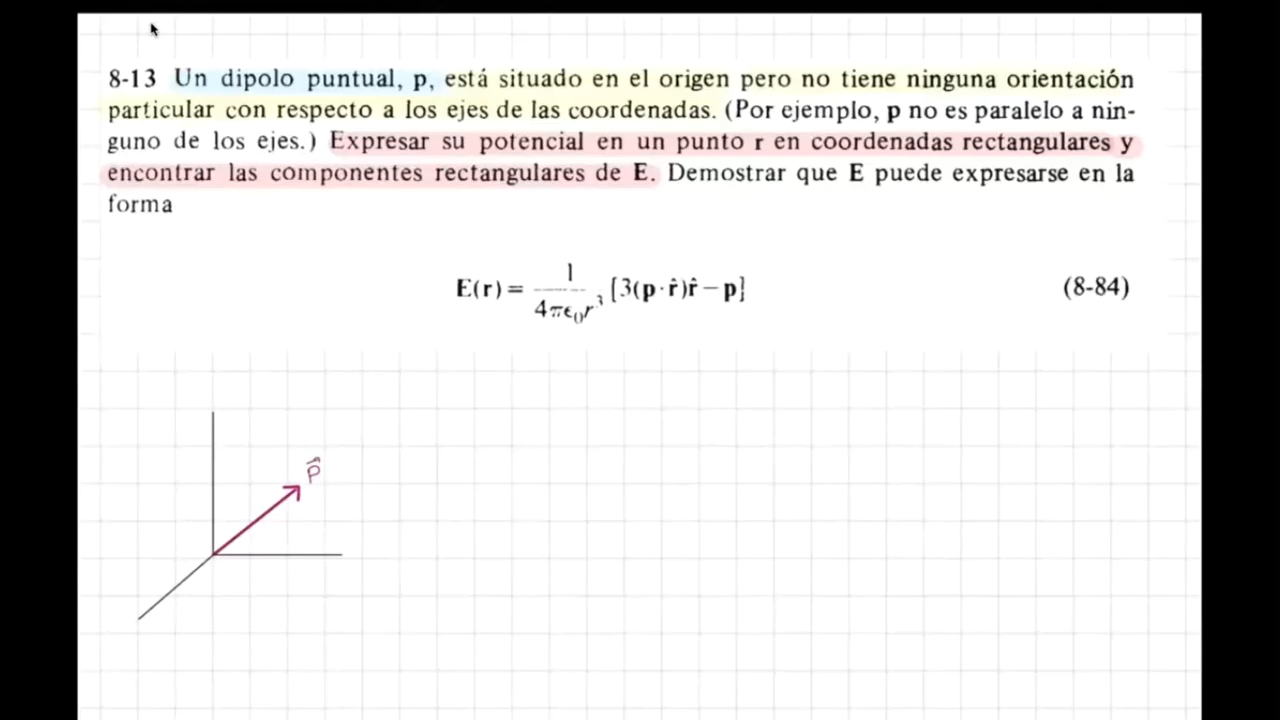 8-13 Un dipolo puntual, p, está situado en el origen pero no tiene ninguna orientación
particular con respecto a los ejes de las coordenadas. (Por ejemplo, p no es paralelo a nin-
guno de los ejes.) Expresar su potencial en un punto r en coordenadas rectangulares y
encontrar las componentes rectangulares de E. Demostrar que E puede expresarse en la
forma
E(r) = 1/(4πϵ₀r³) [3(p · r̂)r̂ − p] (8-84)
p⃗